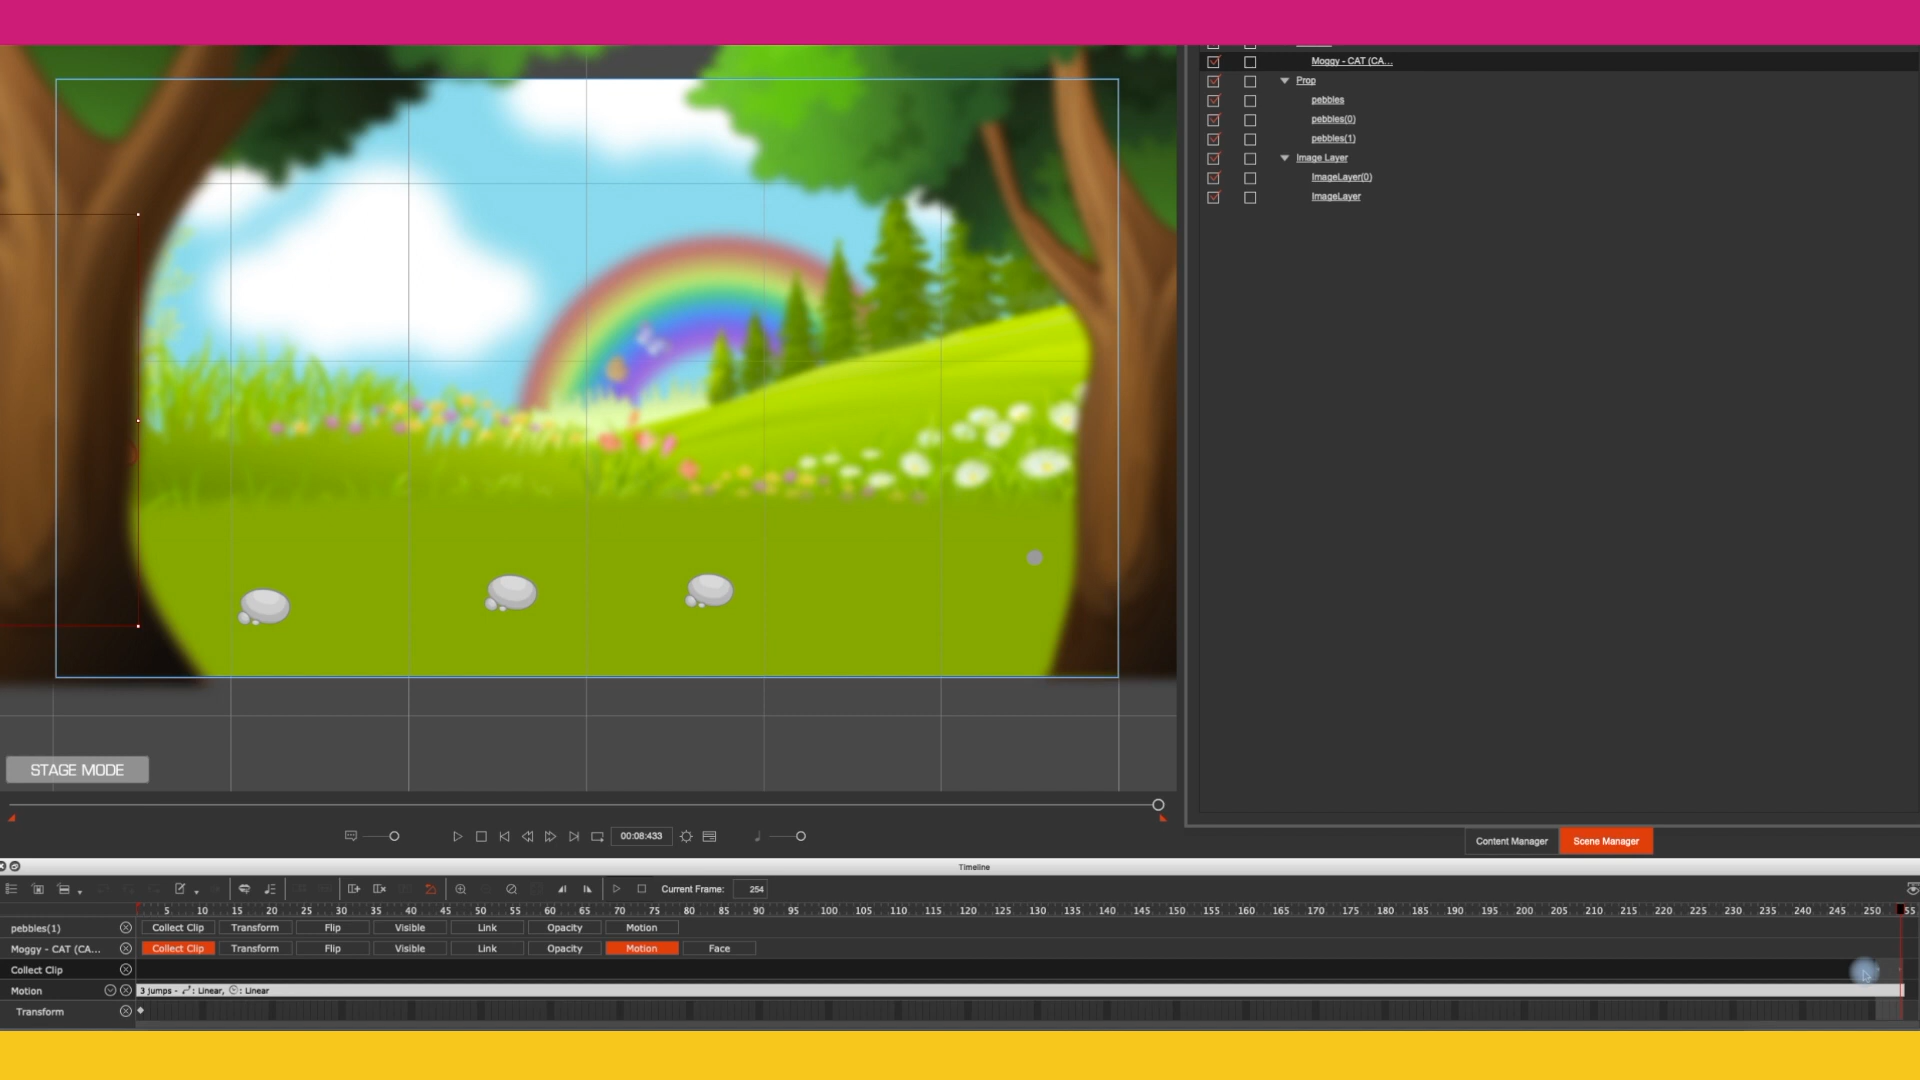 Moggy - CAT (CA...
Prop
pebbles
pebbles(0)
pebbles(1)
Image Layer
ImageLayer(0)
ImageLayer
STAGE MODE
00:08:433
Content Manager Scene Manager
Timeline
Current Frame: 254
5 10 15 20 25 30 35 40 45 50 55 60 65 70 75 80 85 90 95 100 105 110 115 120 125 130 135 140 145 150 155 160 165 170 175 180 185 190 195 200 205 210 215 220 225 230 235 240 245 250 55
pebbles(1) Collect Clip Transform Flip Visible Link Opacity Motion
Moggy - CAT (CA... Collect Clip Transform Flip Visible Link Opacity Motion Face
Collect Clip
Motion 3 jumps - : Linear, : Linear
Transform